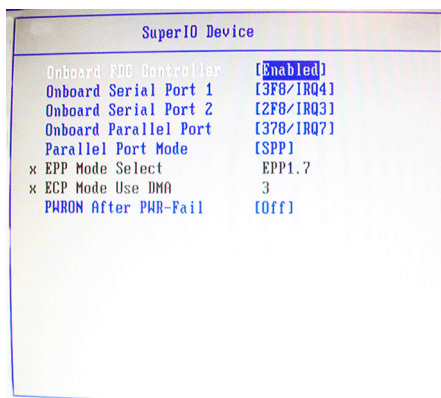 SuperIO Device
Onboard FDC Controller [Enabled]
Onboard Serial Port 1 [3F8/IRQ4]
Onboard Serial Port 2 [2F8/IRQ3]
Onboard Parallel Port [378/IRQ7]
Parallel Port Mode [SPP]
x EPP Mode Select EPP1.7
x ECP Mode Use DMA 3
PWRON After PWR-Fail [Off]